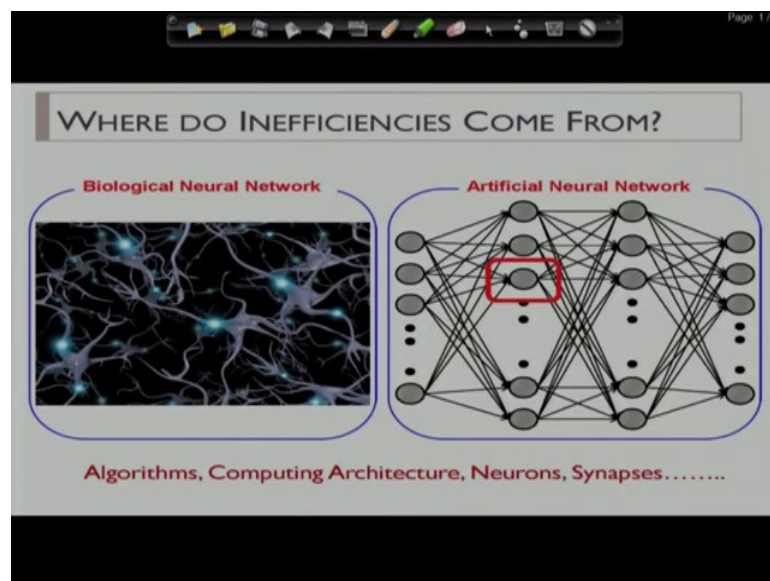 Page: 1 /
WHERE DO INEFFICIENCIES COME FROM?
Biological Neural Network
Artificial Neural Network
Algorithms, Computing Architecture, Neurons, Synapses........